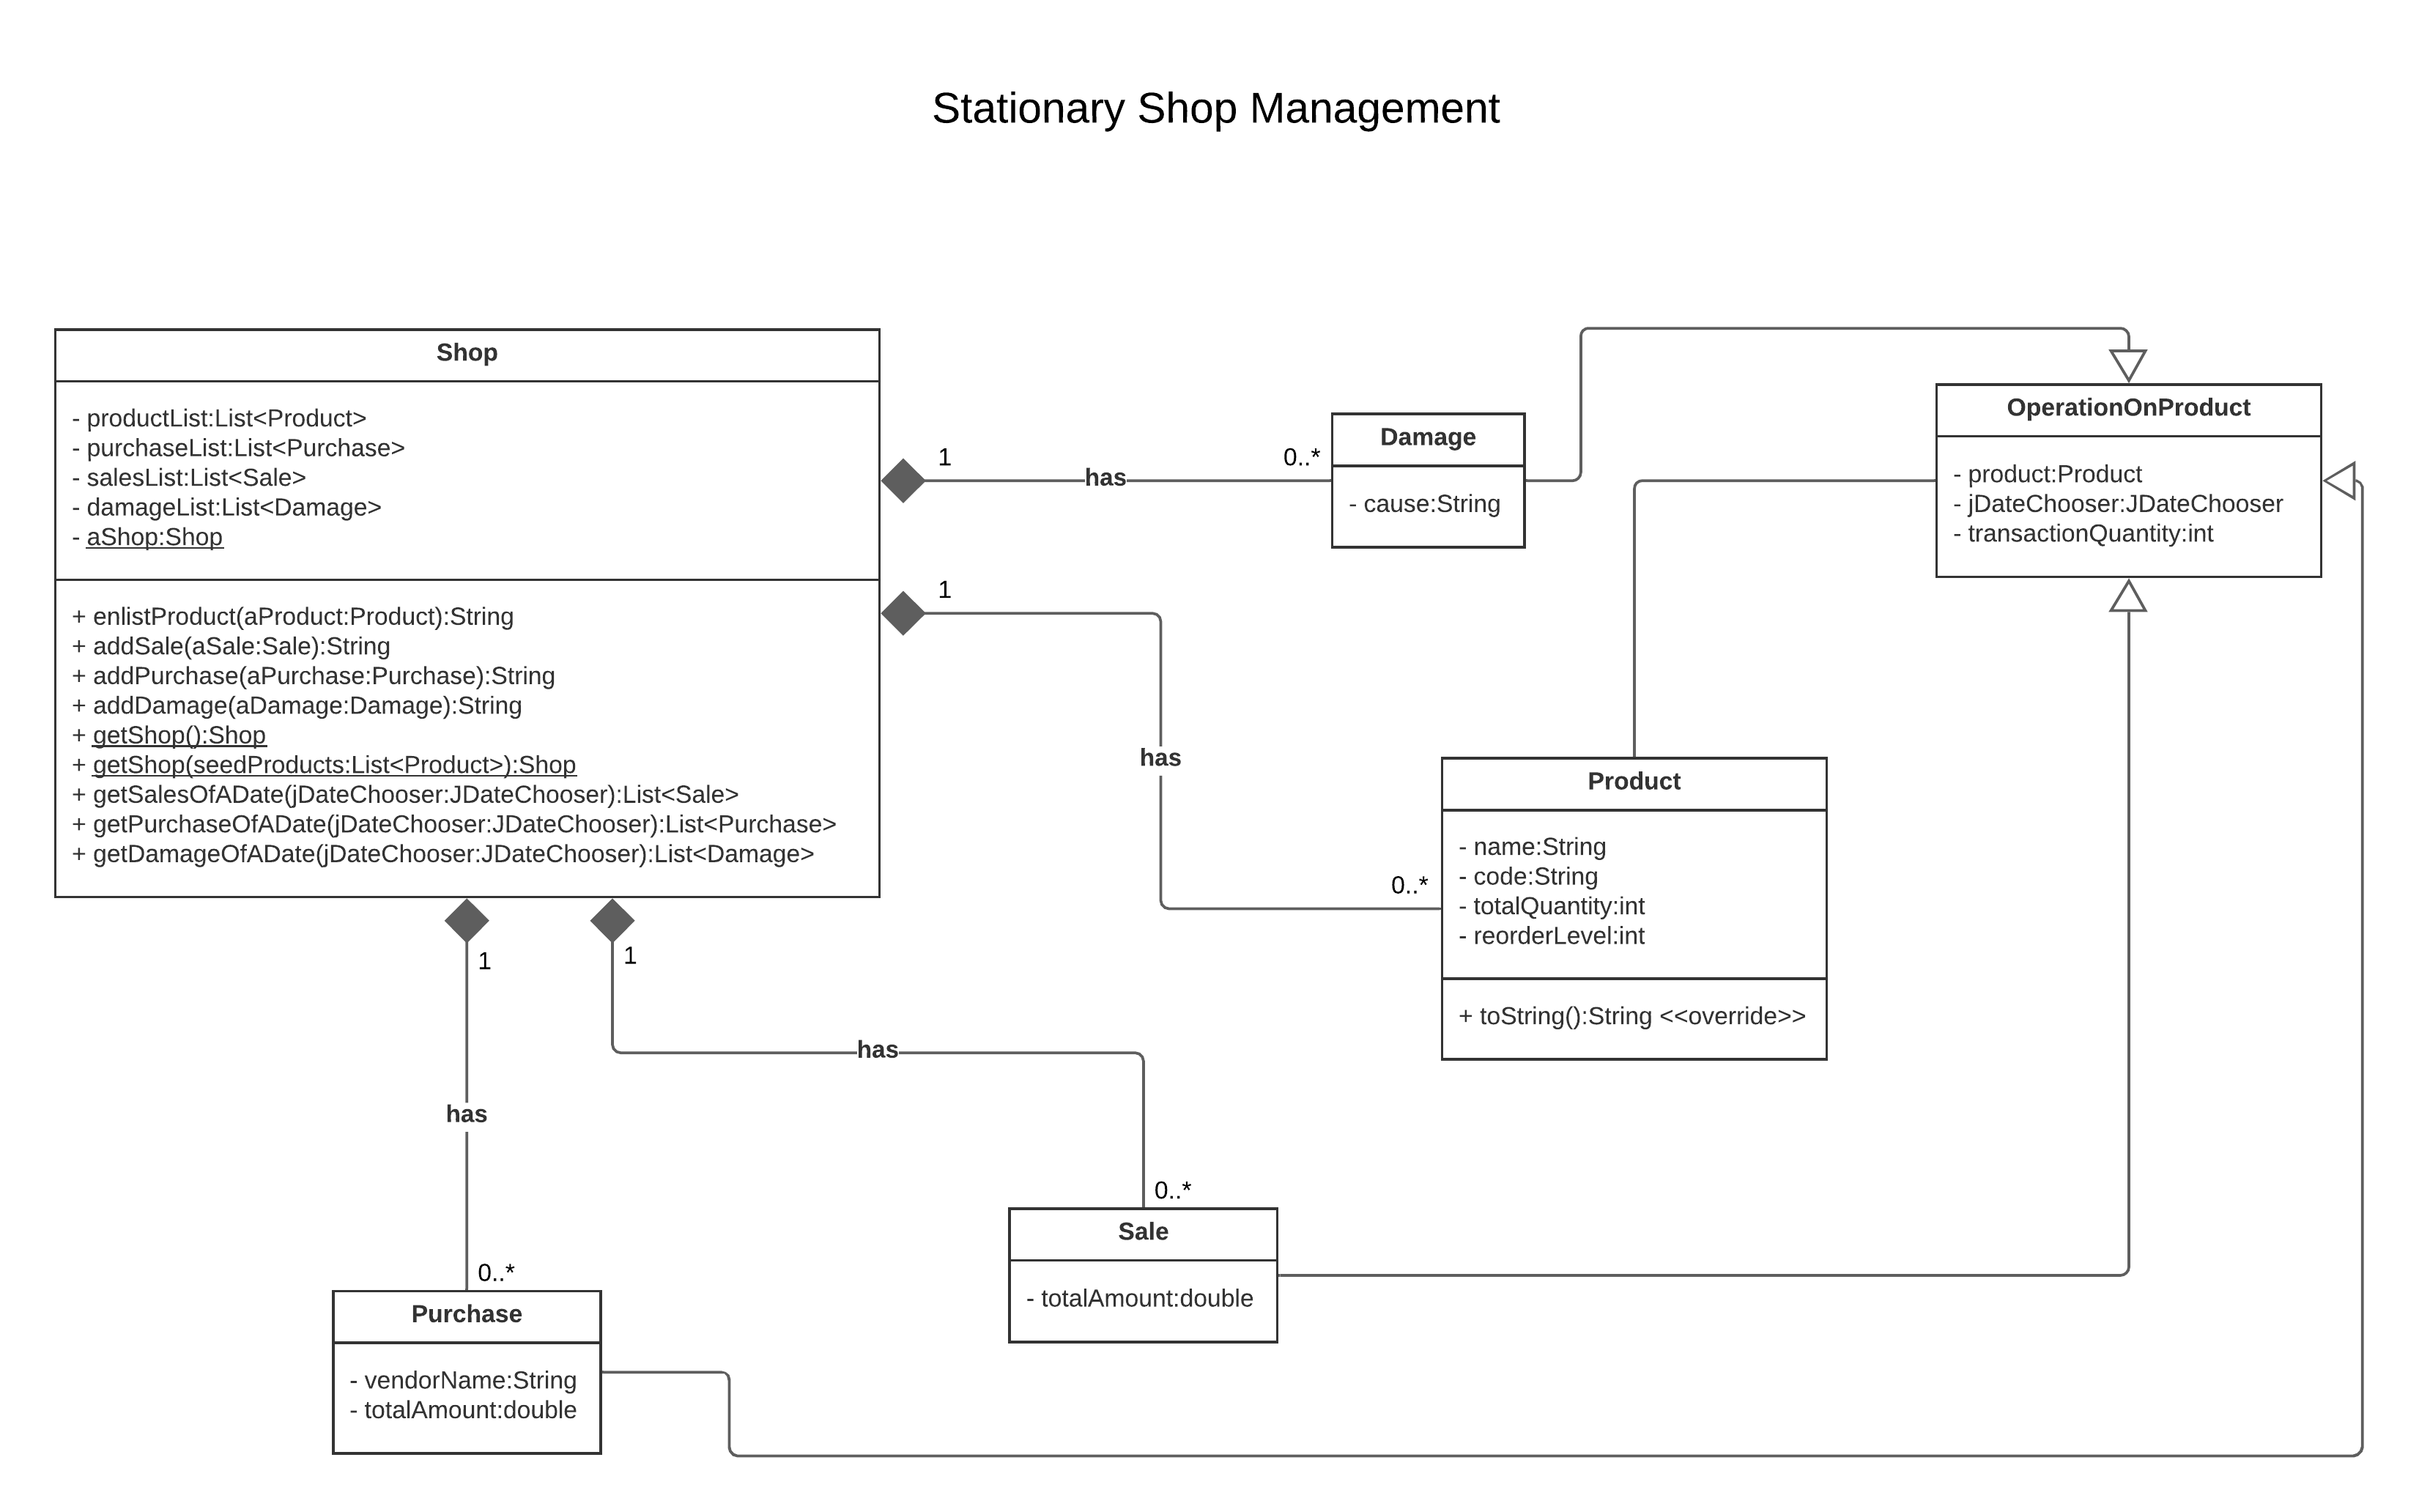 Stationary Shop Management
Shop
- productList:List<Product>
- purchaseList:List<Purchase>
- salesList:List<Sale>
- damageList:List<Damage>
- aShop:Shop
+ enlistProduct(aProduct:Product):String
+ addSale(aSale:Sale):String
+ addPurchase(aPurchase:Purchase):String
+ addDamage(aDamage:Damage):String
+ getShop():Shop
+ getShop(seedProducts:List<Product>):Shop
+ getSalesOfADate(jDateChooser:JDateChooser):List<Sale>
+ getPurchaseOfADate(jDateChooser:JDateChooser):List<Purchase>
+ getDamageOfADate(jDateChooser:JDateChooser):List<Damage>
1
has
0..*
Damage
- cause:String
OperationOnProduct
- product:Product
- jDateChooser:JDateChooser
- transactionQuantity:int
1
has
0..*
Product
- name:String
- code:String
- totalQuantity:int
- reorderLevel:int
+ toString():String <<override>>
1
has
0..*
Sale
- totalAmount:double
1
has
0..*
Purchase
- vendorName:String
- totalAmount:double